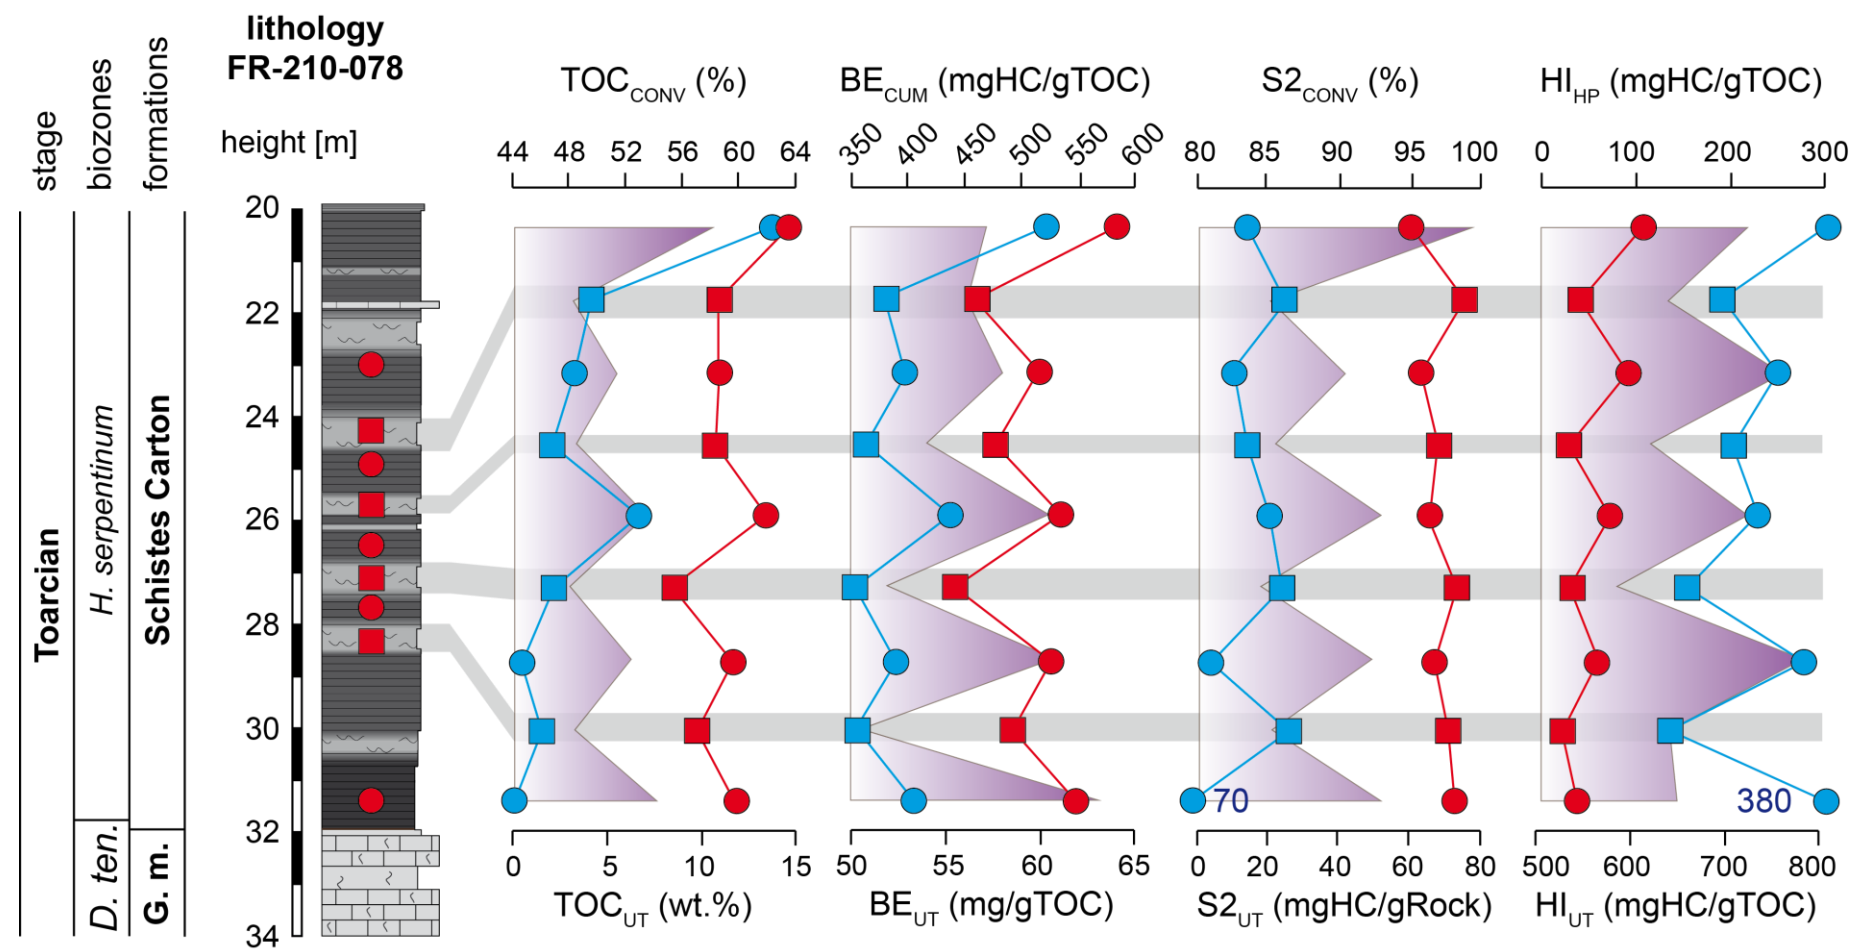 stage
biozones
formations
lithology
FR-210-078
height [m]
TOC_CONV (%)
BE_CUM (mgHC/gTOC)
S2_CONV (%)
HI_HP (mgHC/gTOC)
44 48 52 56 60 64
350 400 450 500 550 600
80 85 90 95 100
0 100 200 300
Toarcian
H. serpentinum
D. ten.
Schistes Carton
G. m.
20
22
24
26
28
30
32
34
70
380
0 5 10 15
50 55 60 65
0 20 40 60 80
500 600 700 800
TOC_UT (wt.%)
BE_UT (mg/gTOC)
S2_UT (mgHC/gRock)
HI_UT (mgHC/gTOC)